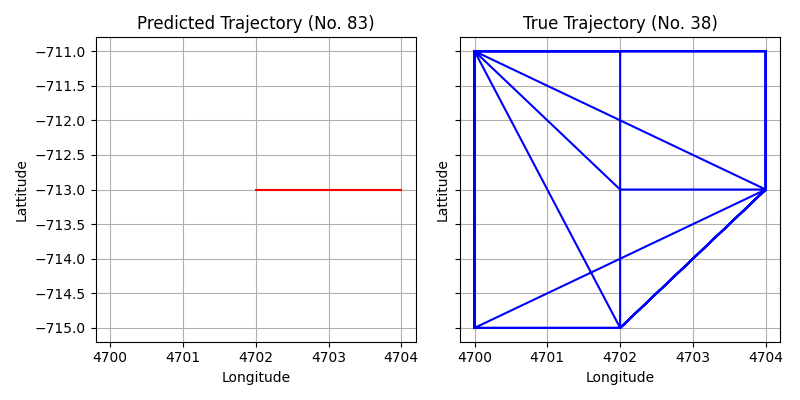 Predicted Trajectory (No. 83)
True Trajectory (No. 38)
Lattitude
−711.0
−711.5
−712.0
−712.5
−713.0
−713.5
−714.0
−714.5
−715.0
4700 4701 4702 4703 4704
Longitude
Lattitude
4700 4701 4702 4703 4704
Longitude